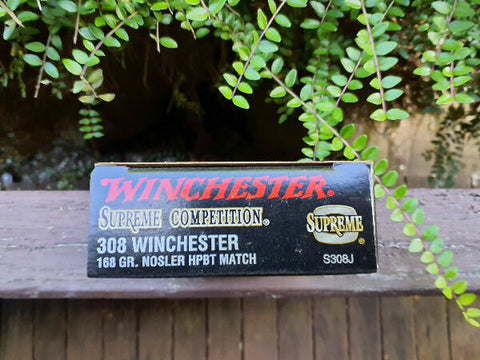 WINCHESTER®
SUPREME COMPETITION®
SUPREME®
308 WINCHESTER
168 GR. NOSLER HPBT MATCH
S308J